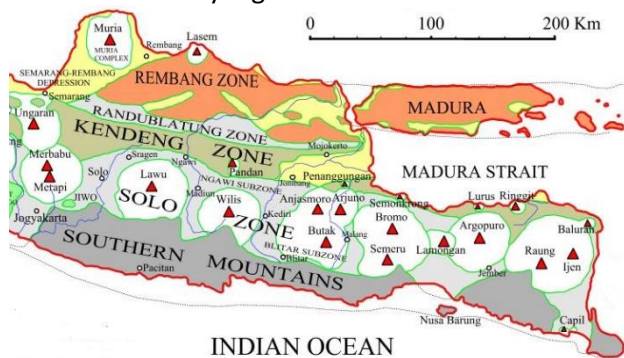 0
100
200 Km
Muria
MURIA
COMPLEX
Lasem
Rembang
SEMARANG-REMBANG
DEPRESSION
Semarang
REMBANG ZONE
MADURA
Ungaran
RANDUBLATUNG ZONE
KENDENG ZONE
Mojokerto
Merbabu
Merapi
Solo
Sragen
Ngawi
Pandan
Jombang
Penanggungan
MADURA STRAIT
JIWO
Lawu
Madiun
NGAWI SUBZONE
Wilis
Kediri
Anjasmoro
Arjuno
Semongkrong
Lurus
Ringgit
Jogyakarta
SOLO ZONE
Butak
Malang
Bromo
Semeru
Lamongan
Argopuro
Baluran
BLITAR SUBZONE
Blitar
Raung
Ijen
SOUTHERN MOUNTAINS
Pacitan
Jember
Nusa Barung
Capil
INDIAN OCEAN